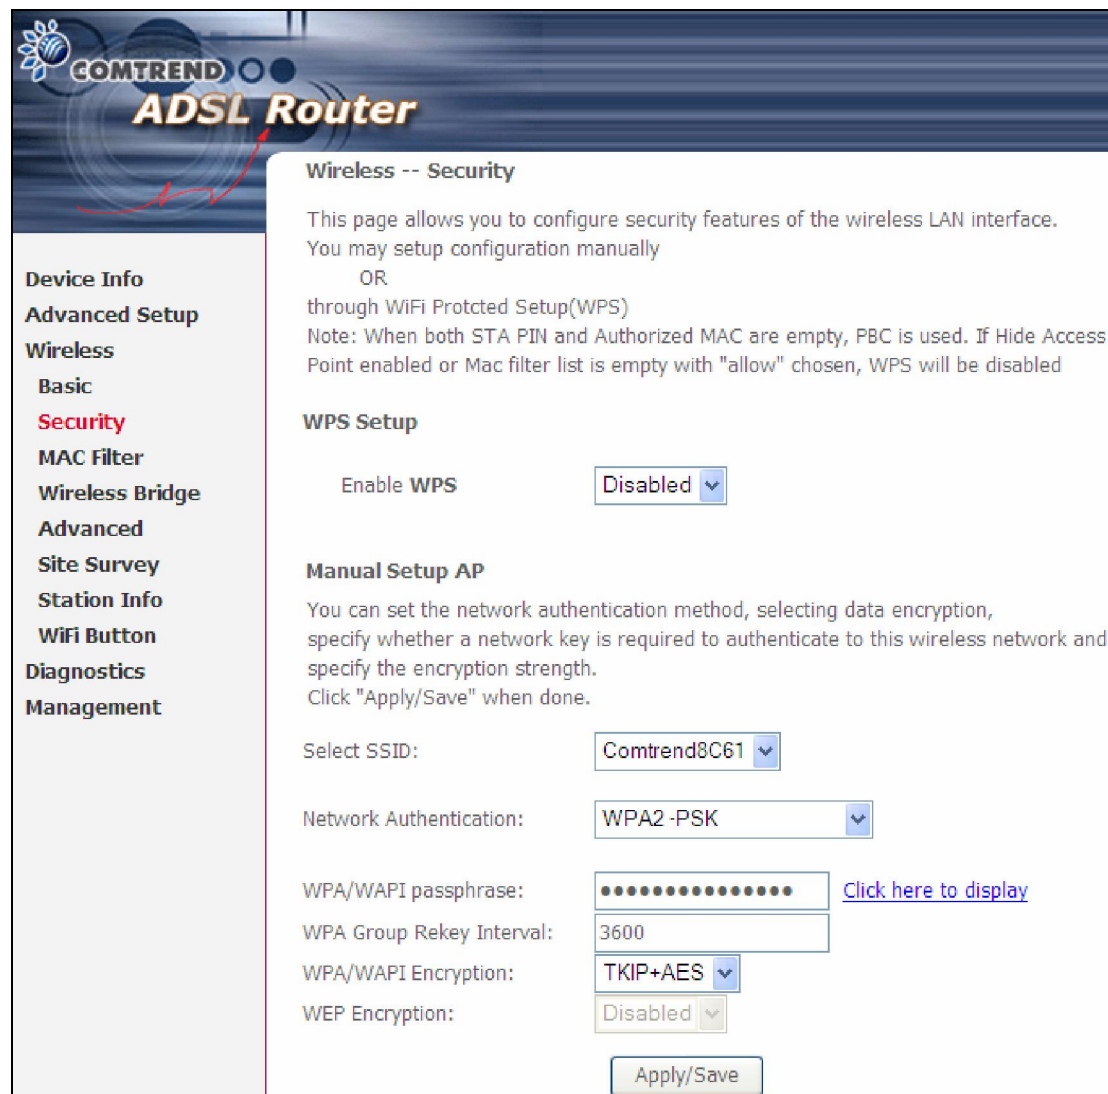 COMTREND
ADSL Router
Device Info
Advanced Setup
Wireless
Basic
Security
MAC Filter
Wireless Bridge
Advanced
Site Survey
Station Info
WiFi Button
Diagnostics
Management
Wireless -- Security
This page allows you to configure security features of the wireless LAN interface.
You may setup configuration manually
OR
through WiFi Protcted Setup(WPS)
Note: When both STA PIN and Authorized MAC are empty, PBC is used. If Hide Access
Point enabled or Mac filter list is empty with "allow" chosen, WPS will be disabled
WPS Setup
Enable WPS Disabled
Manual Setup AP
You can set the network authentication method, selecting data encryption,
specify whether a network key is required to authenticate to this wireless network and
specify the encryption strength.
Click "Apply/Save" when done.
Select SSID: Comtrend8C61
Network Authentication: WPA2 -PSK
WPA/WAPI passphrase: ●●●●●●●●●●●●●●● Click here to display
WPA Group Rekey Interval: 3600
WPA/WAPI Encryption: TKIP+AES
WEP Encryption: Disabled
Apply/Save